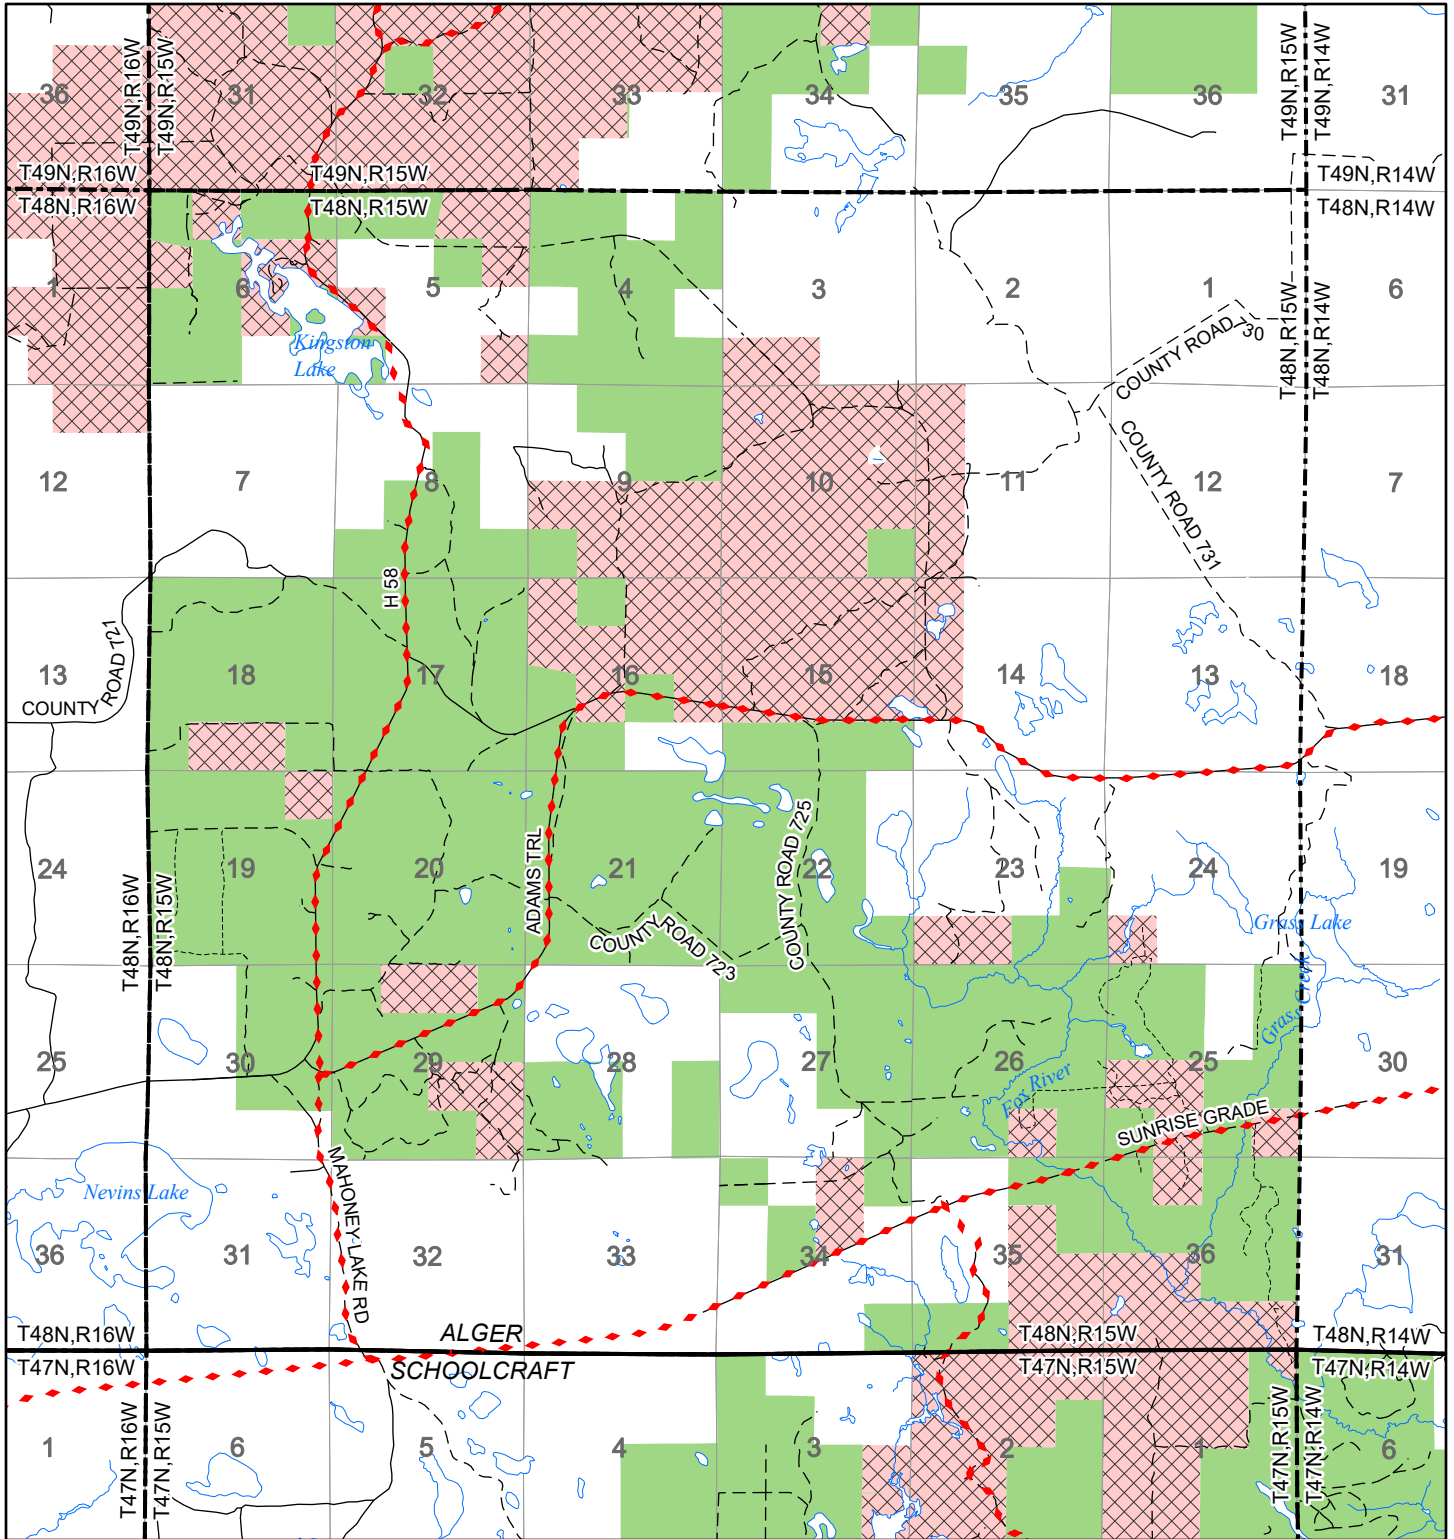 36
31
32
33
34
35
36
31
T49N,R16W
T49N,R15W
T49N,R15W
T49N,R14W
T49N,R16W
T49N,R15W
T49N,R14W
T48N,R16W
T48N,R15W
T48N,R14W
1
6
5
4
3
2
1
6
Kingston
Lake
COUNTY ROAD 730
T48N,R15W
T48N,R14W
12
7
8
9
10
11
12
7
COUNTY ROAD 731
H 58
13
18
17
16
15
14
13
18
COUNTY ROAD 721
24
19
20
21
22
23
24
19
ADAMS TRL
COUNTY ROAD 725
COUNTY ROAD 723
T48N,R16W
T48N,R15W
Grass Lake
Grass Creek
25
30
29
28
27
26
25
30
Fox River
SUNRISE GRADE
Nevins Lake
MAHONEY LAKE RD
36
31
32
33
34
35
36
31
T48N,R16W
ALGER
T48N,R15W
T48N,R14W
T47N,R16W
SCHOOLCRAFT
T47N,R15W
T47N,R14W
1
6
5
4
3
2
1
6
T47N,R16W
T47N,R15W
T47N,R15W
T47N,R14W